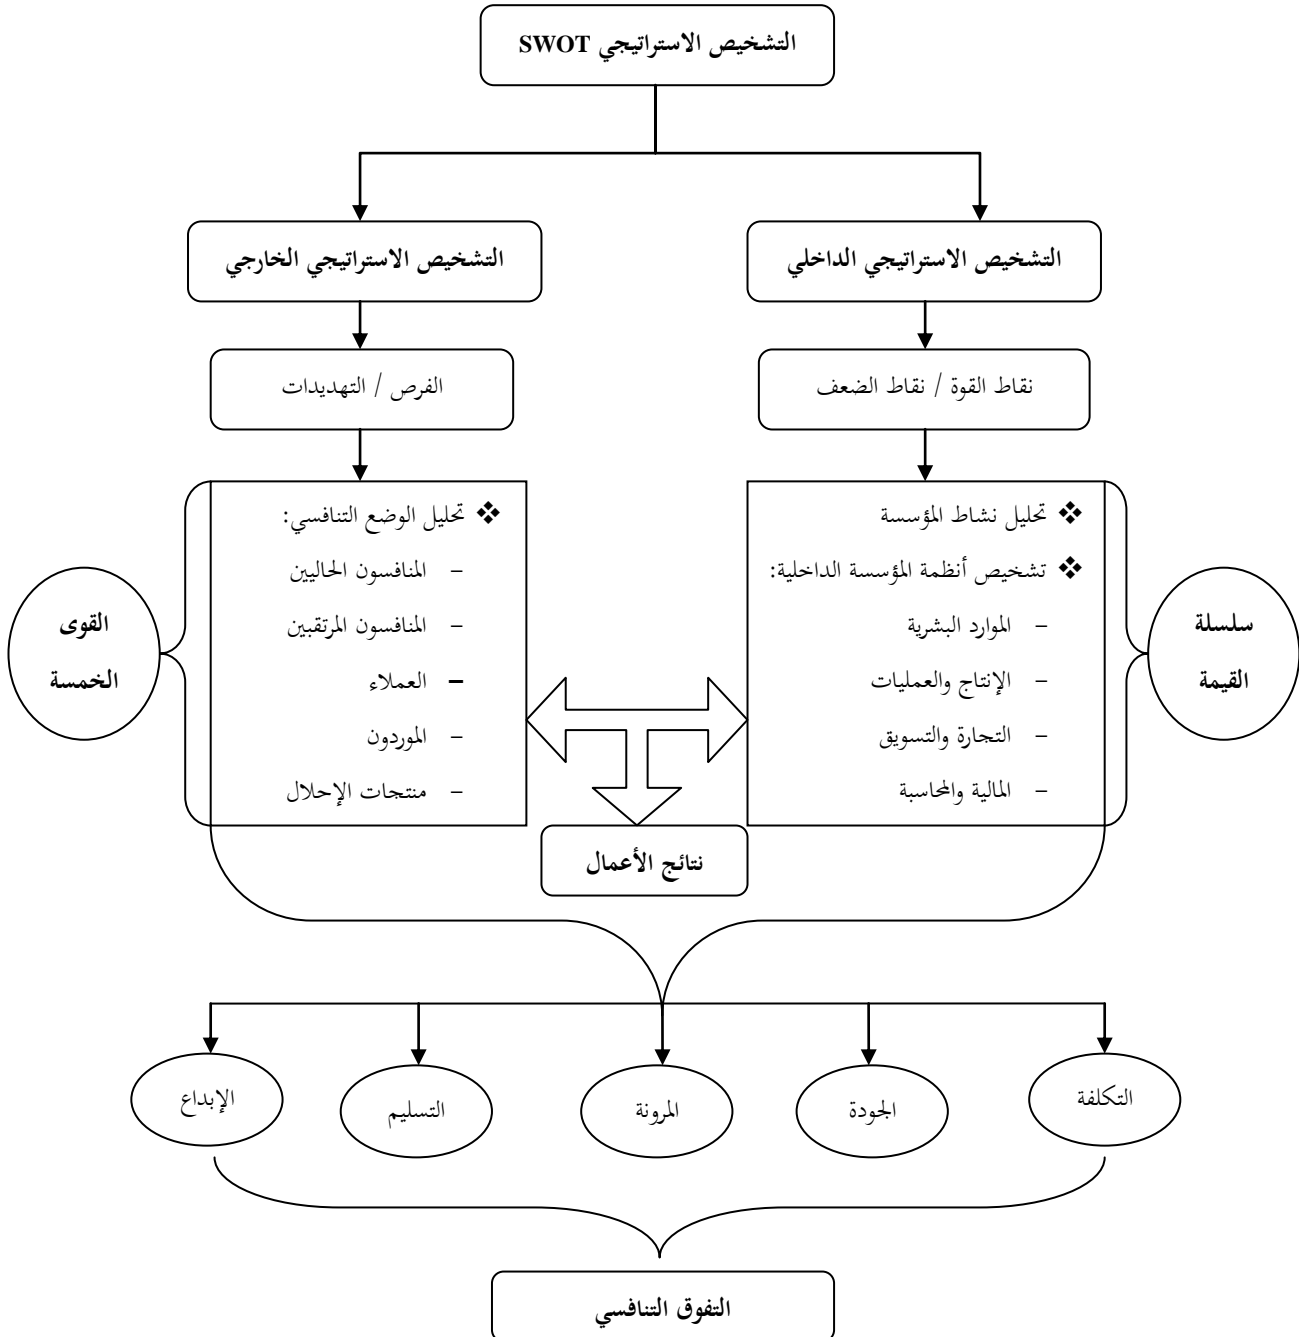 التشخيص الاستراتيجي SWOT
التشخيص الاستراتيجي الداخلي
التشخيص الاستراتيجي الخارجي
نقاط القوة / نقاط الضعف
الفرص / التهديدات
سلسلة
القيمة
❖ تحليل نشاط المؤسسة
❖ تشخيص أنظمة المؤسسة الداخلية:
– الموارد البشرية
– الإنتاج والعمليات
– التجارة والتسويق
– المالية والمحاسبة
❖ تحليل الوضع التنافسي:
– المنافسون الحاليين
– المنافسون المرتقبين
– العملاء
– الموردون
– منتجات الإحلال
القوى
الخمسة
نتائج الأعمال
التكلفة
الجودة
المرونة
التسليم
الإبداع
التفوق التنافسي